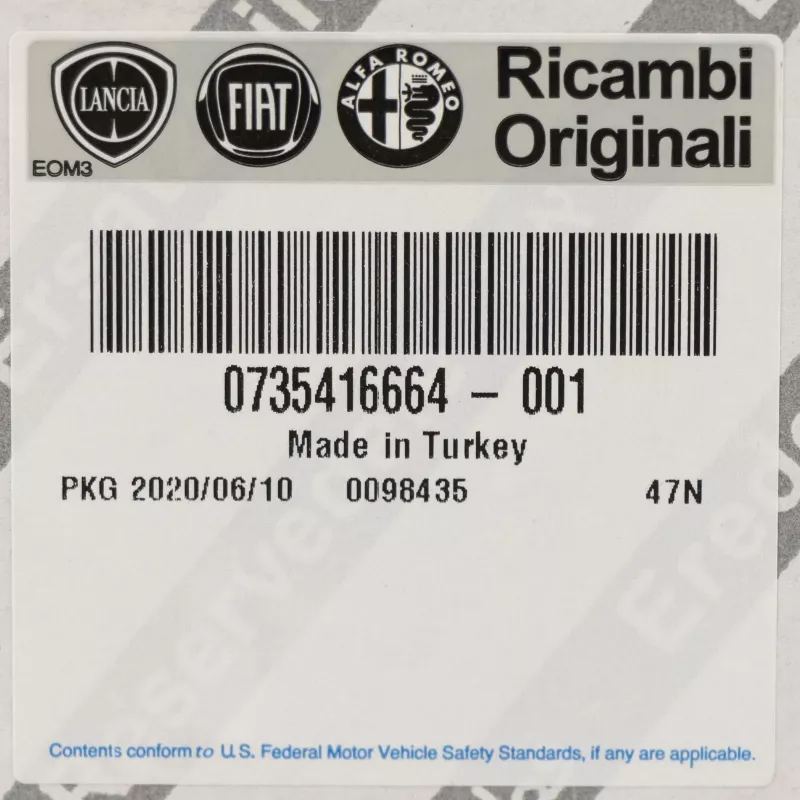 LANCIA
FIAT
ALFA ROMEO
Ricambi
Originali
EOM3
0735416664 - 001
Made in Turkey
PKG 2020/06/10 0098435 47N
Contents conform to U.S. Federal Motor Vehicle Safety Standards, if any are applicable.